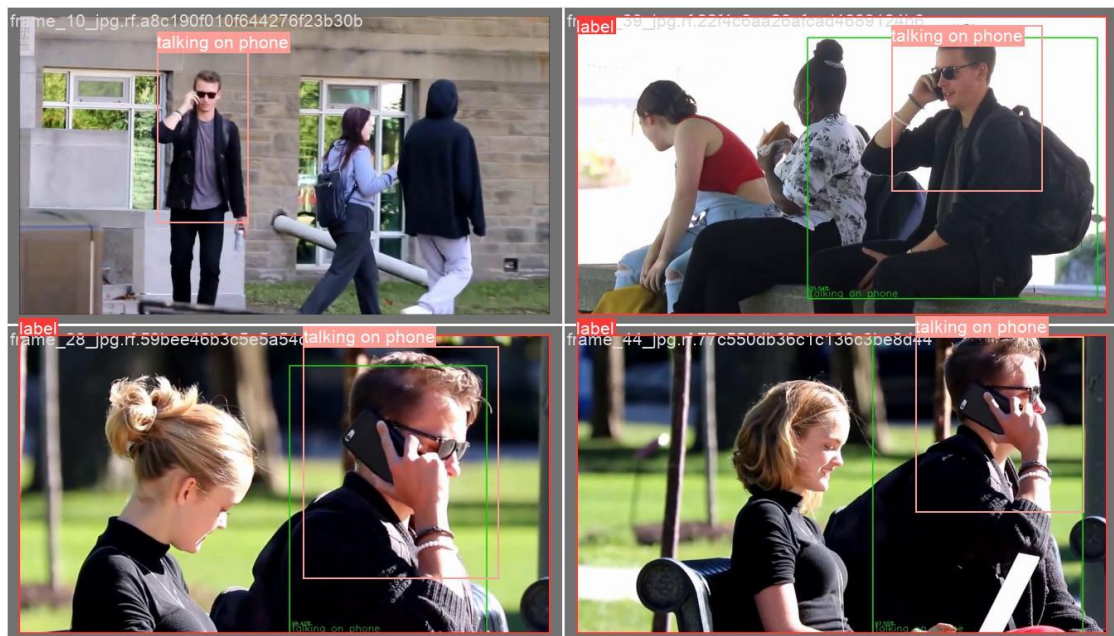 frame_10_jpg.rf.a8c190f010f644276f23b30b
talking on phone
label
talking on phone
talking on phone
label
frame_28_jpg.rf.59bee46b3c5e5a54
talking on phone
talking on phone
label
frame_44_jpg.rf.77c550db36c1c136c3be8d44
talking on phone
talking on phone